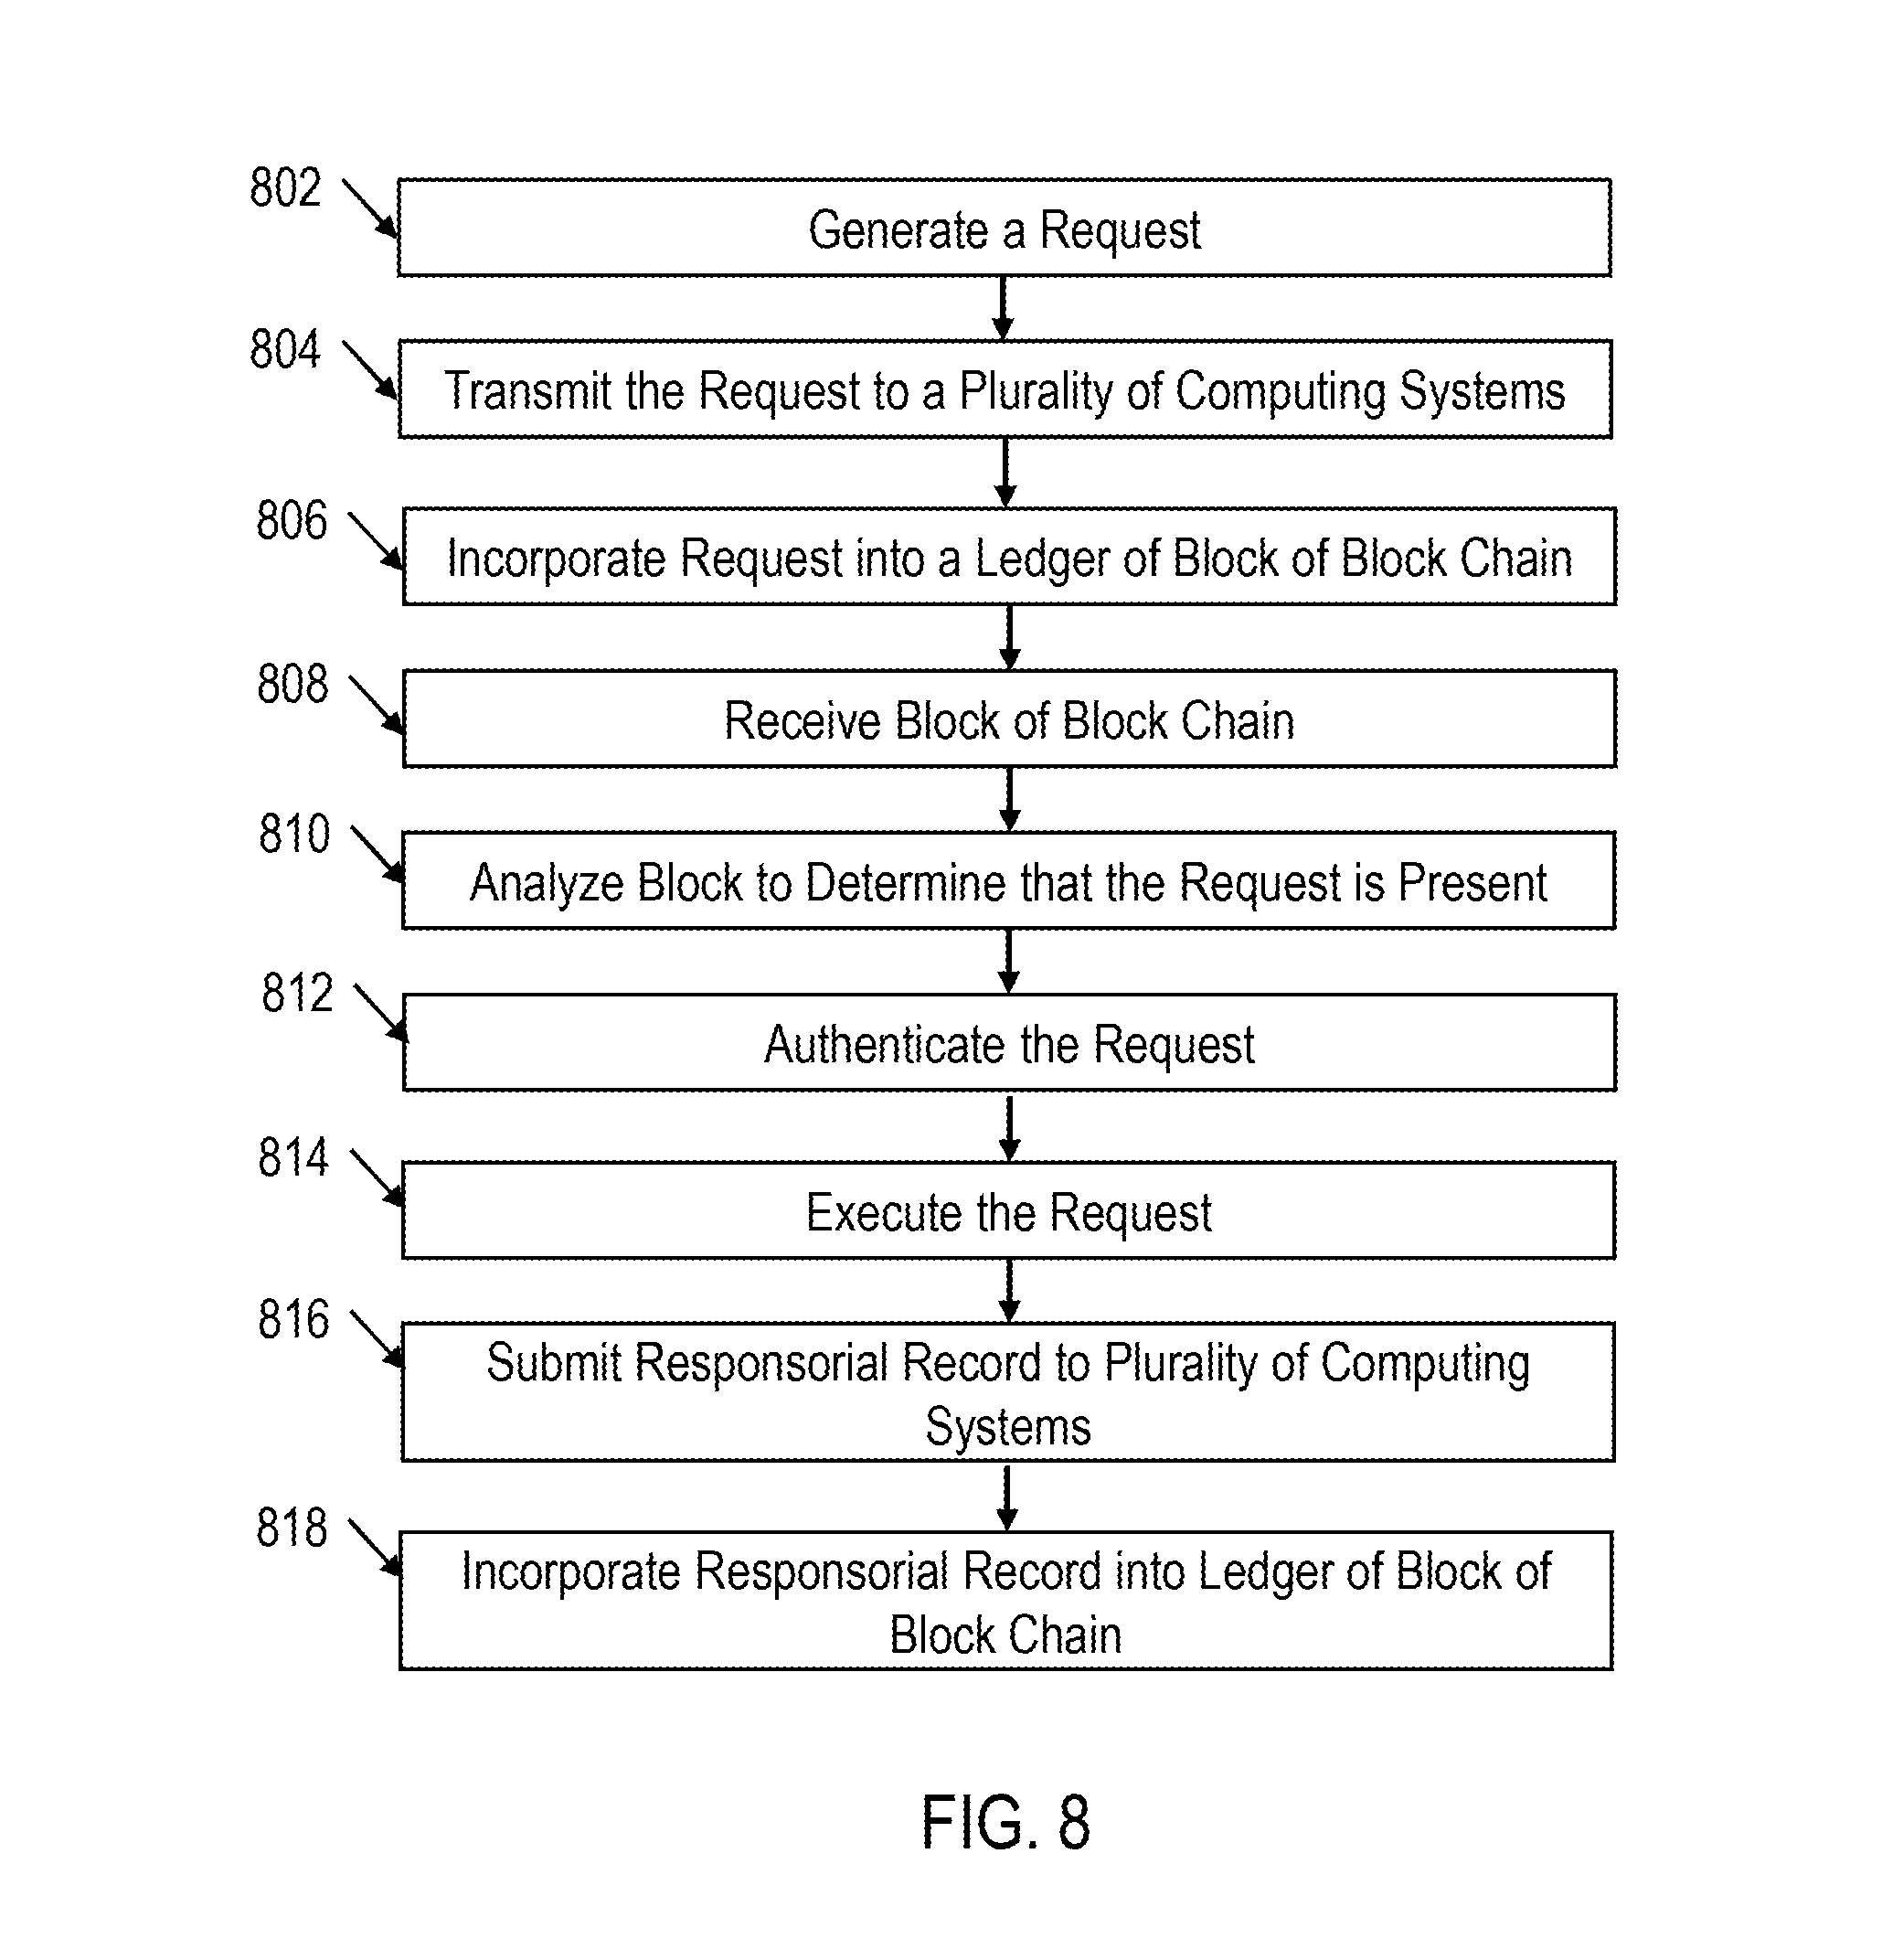 802
Generate a Request
804
Transmit the Request to a Plurality of Computing Systems
806
Incorporate Request into a Ledger of Block of Block Chain
808
Receive Block of Block Chain
810
Analyze Block to Determine that the Request is Present
812
Authenticate the Request
814
Execute the Request
816
Submit Responsorial Record to Plurality of Computing
Systems
818
Incorporate Responsorial Record into Ledger of Block of
Block Chain
FIG. 8